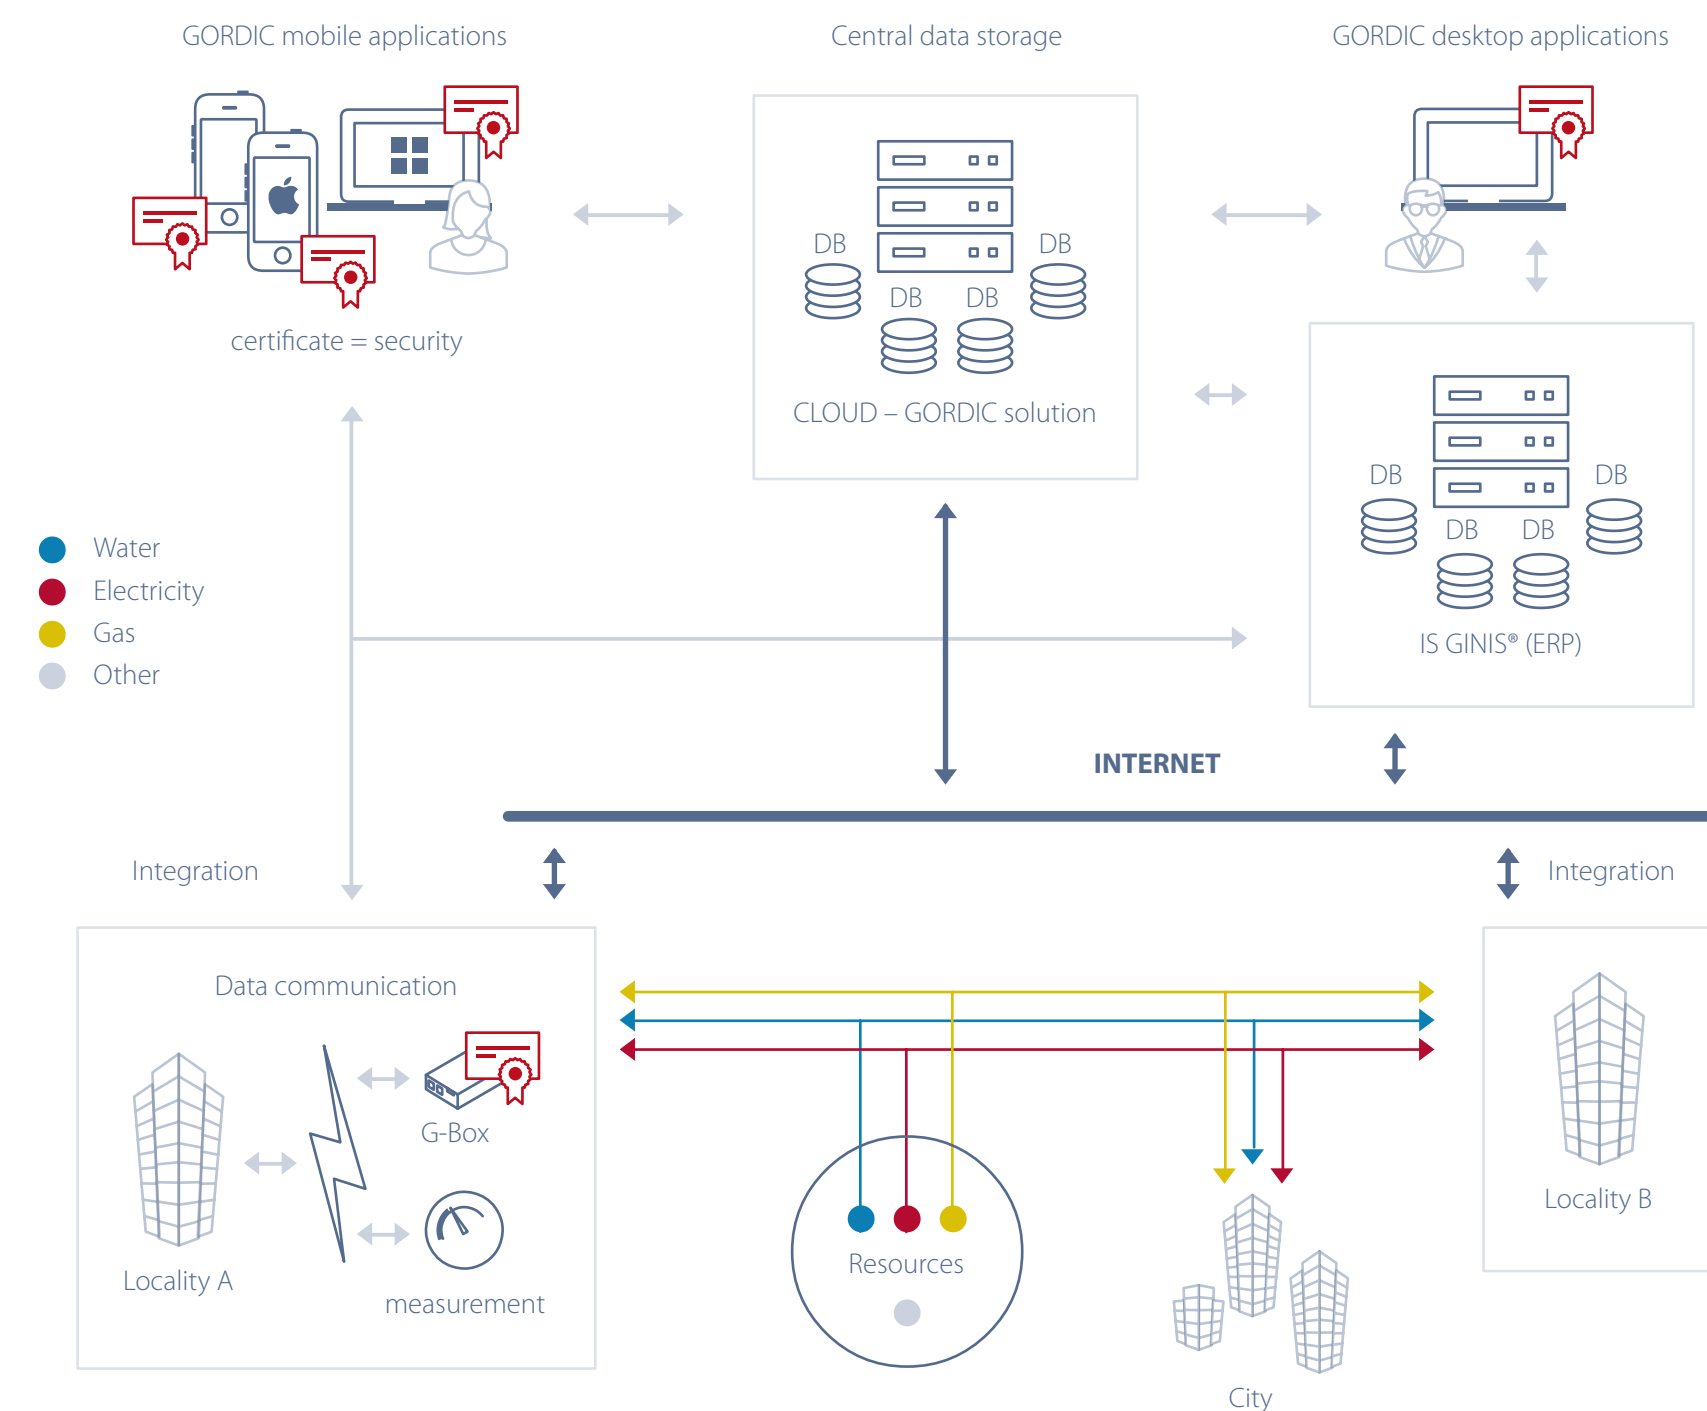 GORDIC mobile applications
Central data storage
GORDIC desktop applications
DB
DB
DB
DB
certificate = security
CLOUD – GORDIC solution
DB
DB
DB
DB
IS GINIS® (ERP)
Water
Electricity
Gas
Other
INTERNET
Integration
Integration
Data communication
G-Box
Locality A
measurement
Resources
City
Locality B